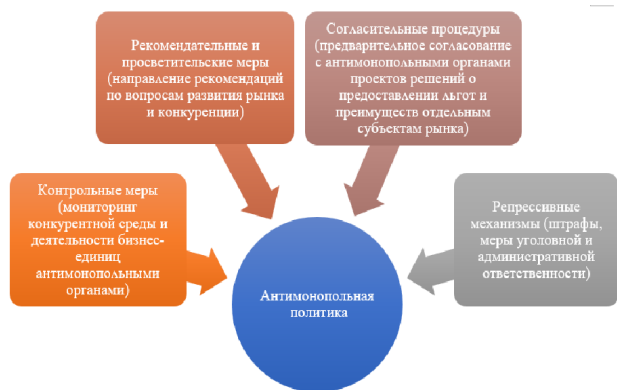 Рекомендательные и
просветительские меры
(направление рекомендаций
по вопросам развития рынка
и конкуренции)
Согласительные процедуры
(предварительное согласование
с антимонопольными органами
проектов решений о
предоставлении льгот и
преимуществ отдельным
субъектам рынка)
Контрольные меры
(мониторинг
конкурентной среды и
деятельности бизнес-
единиц
антимонопольными
органами)
Репрессивные
механизмы (штрафы,
меры уголовной и
административной
ответственности)
Антимонопольная
политика